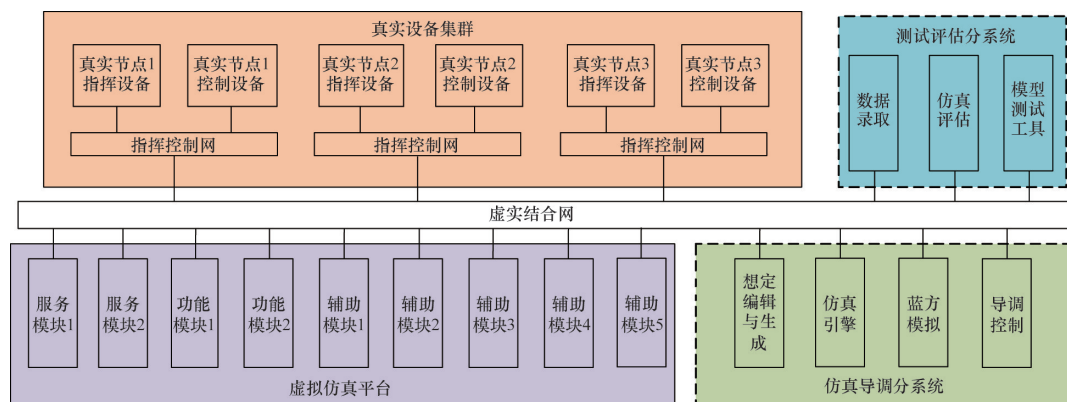 真实设备集群
真实节点1
指挥设备
真实节点1
控制设备
真实节点2
指挥设备
真实节点2
控制设备
真实节点3
指挥设备
真实节点3
控制设备
指挥控制网
指挥控制网
指挥控制网
测试评估分系统
数据
录取
仿真
评估
模型
测试
工具
虚实结合网
服务
模块1
服务
模块2
功能
模块1
功能
模块2
辅助
模块1
辅助
模块2
辅助
模块3
辅助
模块4
辅助
模块5
虚拟仿真平台
想定
编辑
与生
成
仿真
引擎
蓝方
模拟
导调
控制
仿真导调分系统